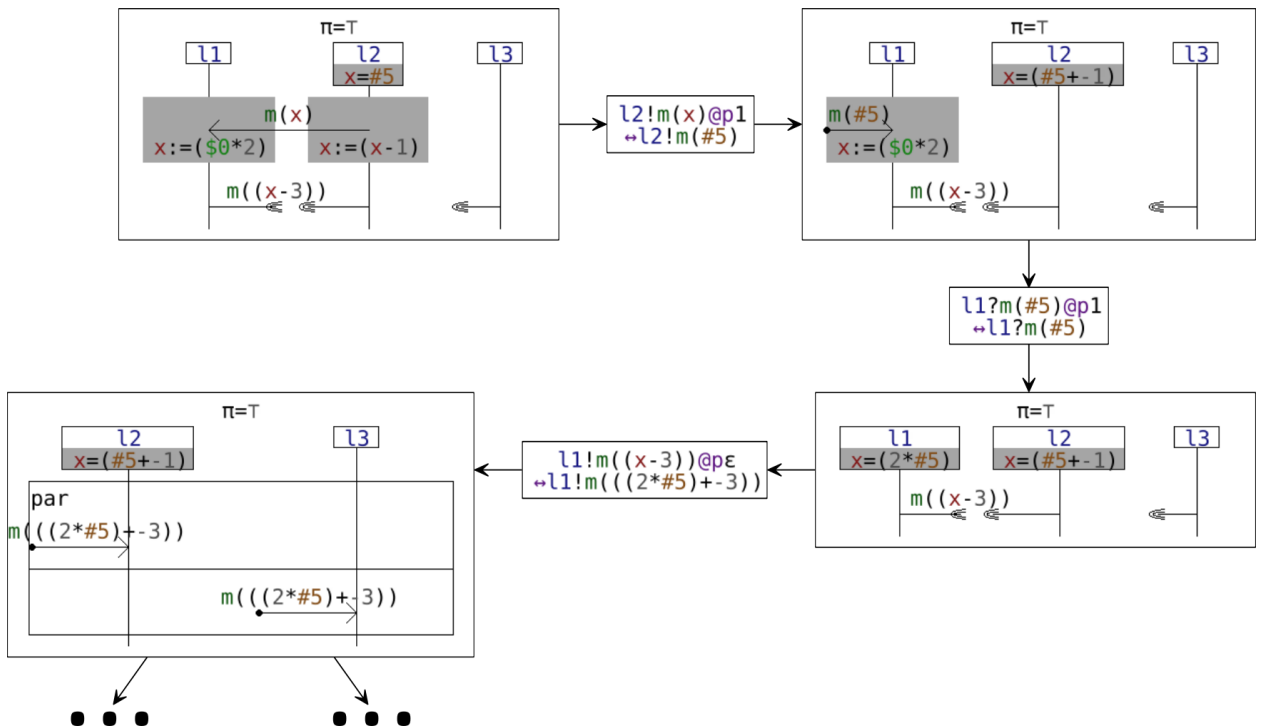 π=⊤
l1
l2
l3
x=#5
m(x)
x:=($0*2)
x:=(x-1)
m((x-3))
l2!m(x)@p1
↔l2!m(#5)
π=⊤
l1
l2
l3
x=(#5+-1)
m(#5)
x:=($0*2)
m((x-3))
l1?m(#5)@p1
↔l1?m(#5)
π=⊤
l1
l2
l3
x=(2*#5)
x=(#5+-1)
m((x-3))
l1!m((x-3))@pε
↔l1!m(((2*#5)+-3))
π=⊤
l2
l3
x=(#5+-1)
par
m(((2*#5)+-3))
m(((2*#5)+-3))